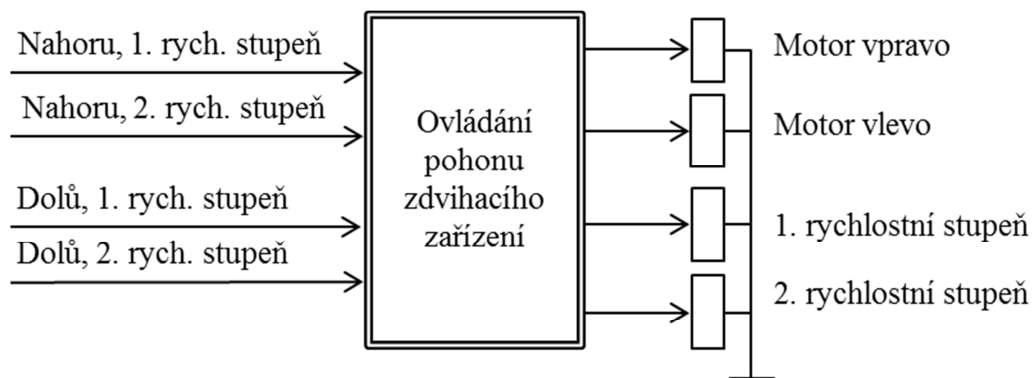 Nahoru, 1. rych. stupeň
Nahoru, 2. rych. stupeň
Dolů, 1. rych. stupeň
Dolů, 2. rych. stupeň
Ovládání
pohonu
zdvihacího
zařízení
Motor vpravo
Motor vlevo
1. rychlostní stupeň
2. rychlostní stupeň